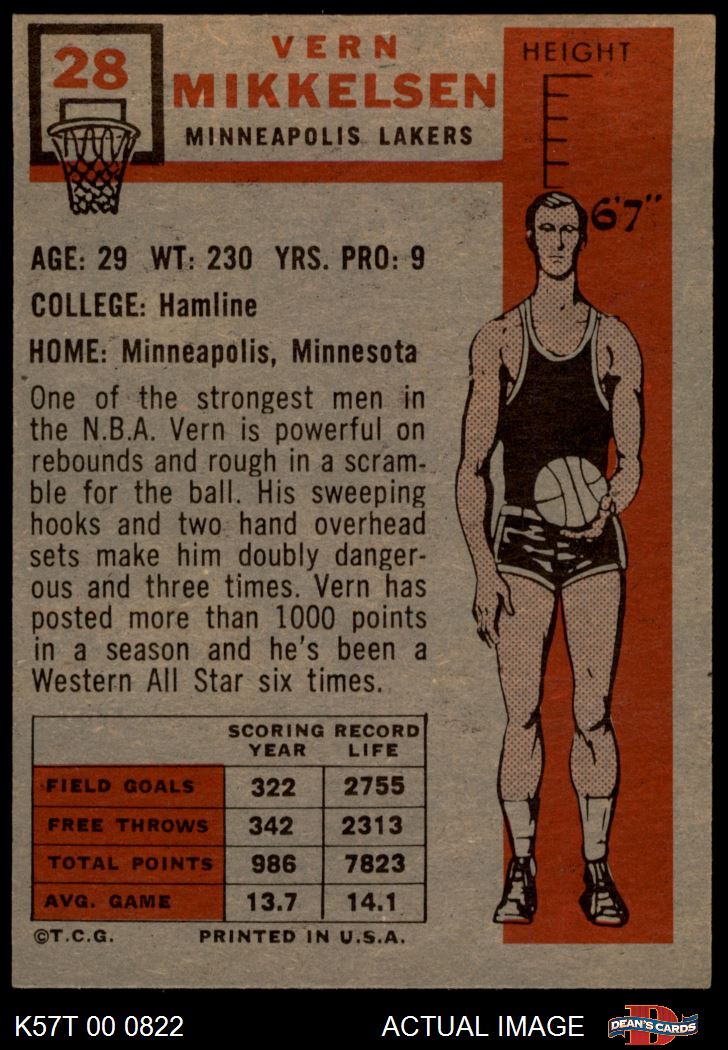 28
VERN
MIKKELSEN
MINNEAPOLIS LAKERS
HEIGHT
6'7"
AGE: 29 WT: 230 YRS. PRO: 9
COLLEGE: Hamline
HOME: Minneapolis, Minnesota
One of the strongest men in
the N.B.A. Vern is powerful on
rebounds and rough in a scram-
ble for the ball. His sweeping
hooks and two hand overhead
sets make him doubly danger-
ous and three times. Vern has
posted more than 1000 points
in a season and he's been a
Western All Star six times.
SCORING RECORD
YEAR LIFE
FIELD GOALS 322 2755
FREE THROWS 342 2313
TOTAL POINTS 986 7823
AVG. GAME 13.7 14.1
©T.C.G. PRINTED IN U.S.A.
K57T 00 0822 ACTUAL IMAGE
D
DEAN'S CARDS